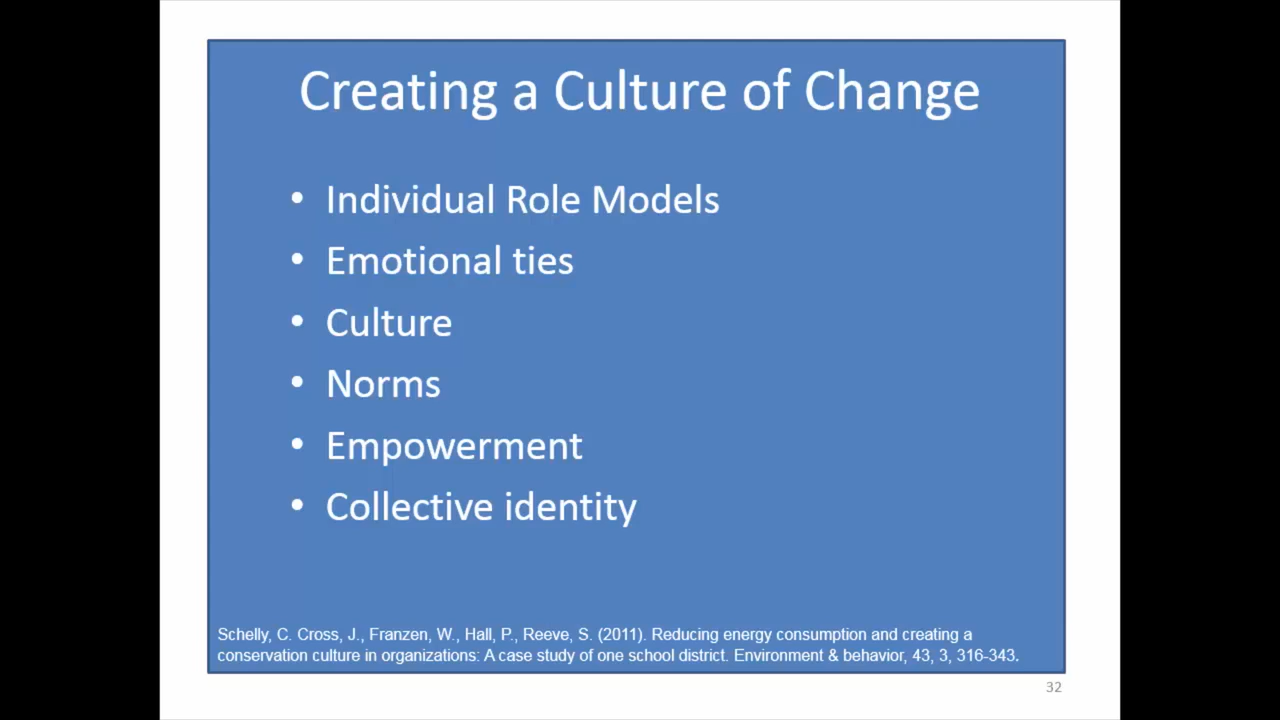 Creating a Culture of Change
• Individual Role Models
• Emotional ties
• Culture
• Norms
• Empowerment
• Collective identity
Schelly, C. Cross, J., Franzen, W., Hall, P., Reeve, S. (2011). Reducing energy consumption and creating a
conservation culture in organizations: A case study of one school district. Environment & behavior, 43, 3, 316-343.
32